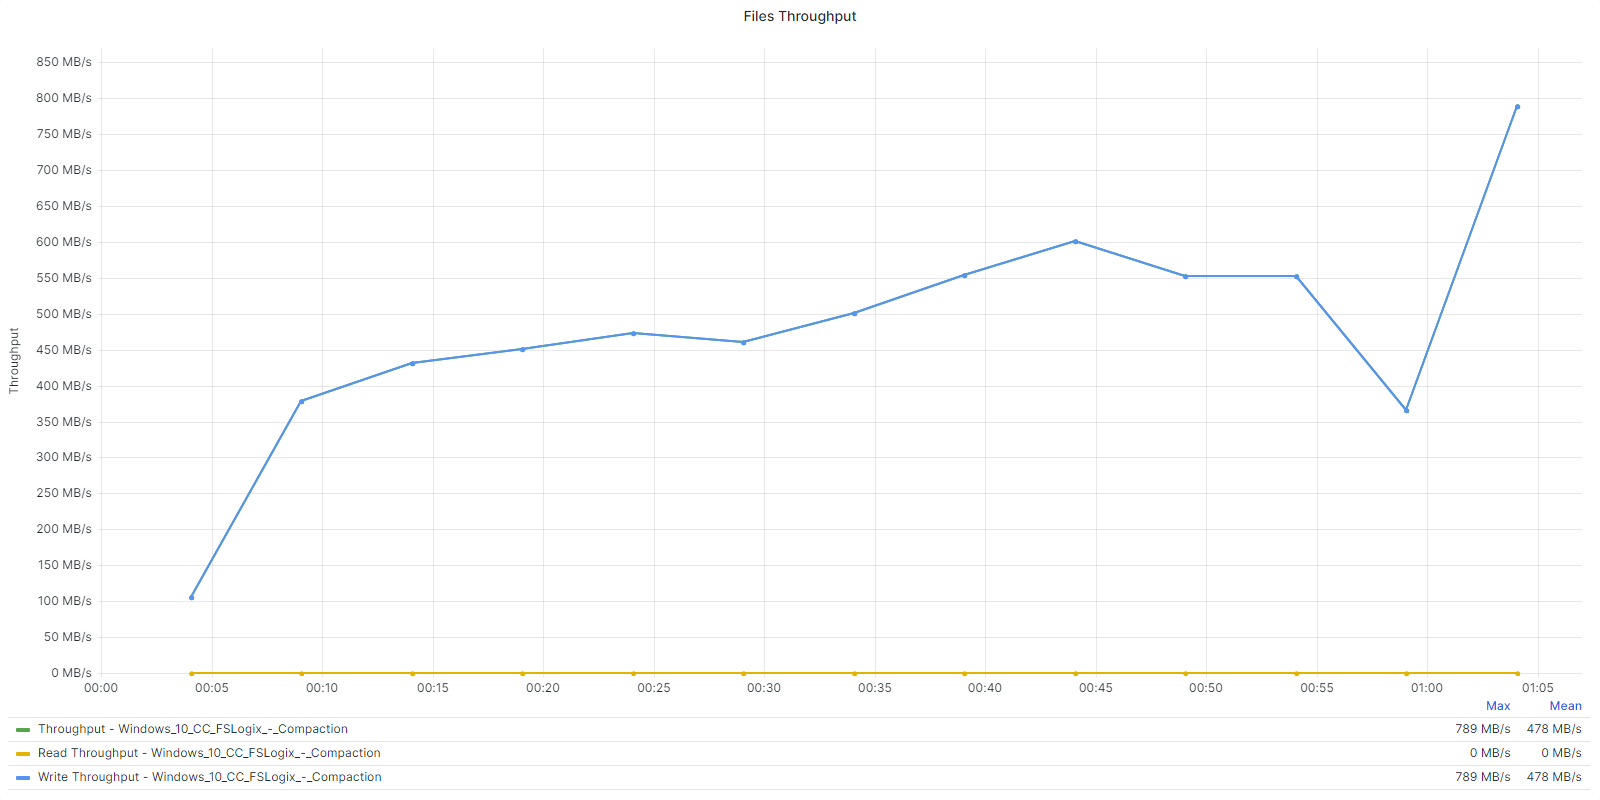 Files Throughput
850 MB/s
800 MB/s
750 MB/s
700 MB/s
650 MB/s
600 MB/s
550 MB/s
500 MB/s
450 MB/s
400 MB/s
350 MB/s
300 MB/s
250 MB/s
200 MB/s
150 MB/s
100 MB/s
50 MB/s
0 MB/s
Throughput
00:00 00:05 00:10 00:15 00:20 00:25 00:30 00:35 00:40 00:45 00:50 00:55 01:00 01:05
Max Mean
Throughput - Windows_10_CC_FSLogix_-_Compaction 789 MB/s 478 MB/s
Read Throughput - Windows_10_CC_FSLogix_-_Compaction 0 MB/s 0 MB/s
Write Throughput - Windows_10_CC_FSLogix_-_Compaction 789 MB/s 478 MB/s